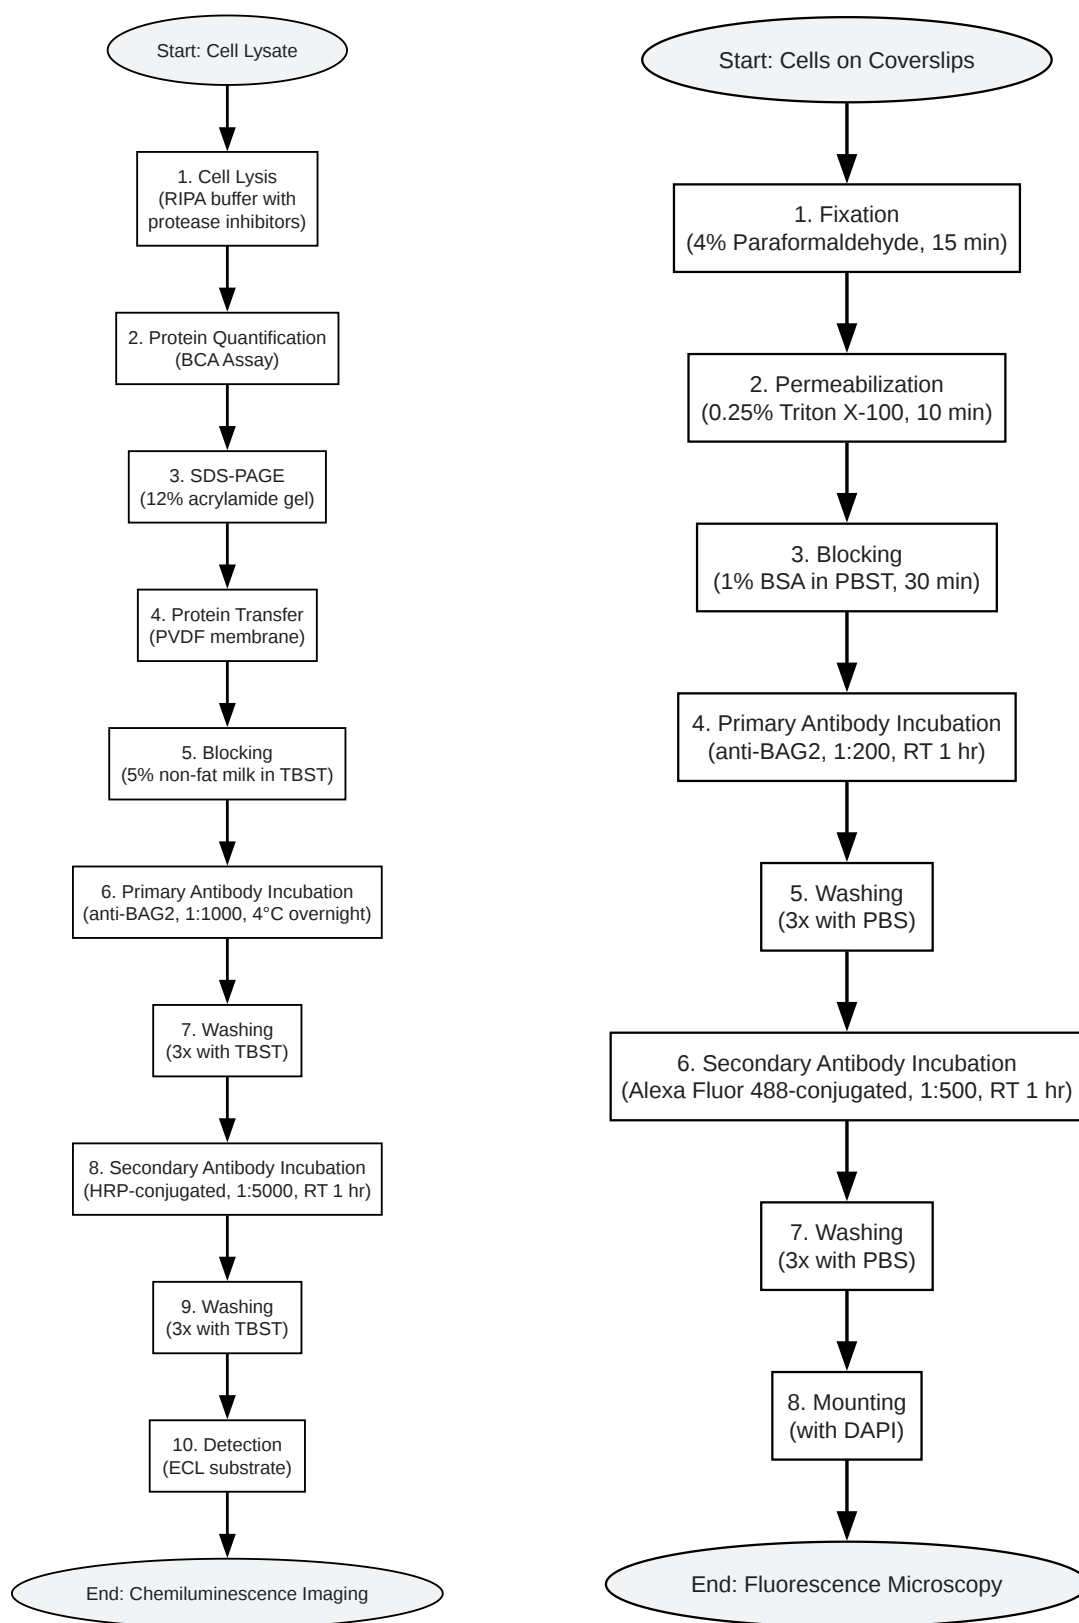 Start: Cell Lysate
1. Cell Lysis
(RIPA buffer with
protease inhibitors)
2. Protein Quantification
(BCA Assay)
3. SDS-PAGE
(12% acrylamide gel)
4. Protein Transfer
(PVDF membrane)
5. Blocking
(5% non-fat milk in TBST)
6. Primary Antibody Incubation
(anti-BAG2, 1:1000, 4°C overnight)
7. Washing
(3x with TBST)
8. Secondary Antibody Incubation
(HRP-conjugated, 1:5000, RT 1 hr)
9. Washing
(3x with TBST)
10. Detection
(ECL substrate)
End: Chemiluminescence Imaging
Start: Cells on Coverslips
1. Fixation
(4% Paraformaldehyde, 15 min)
2. Permeabilization
(0.25% Triton X-100, 10 min)
3. Blocking
(1% BSA in PBST, 30 min)
4. Primary Antibody Incubation
(anti-BAG2, 1:200, RT 1 hr)
5. Washing
(3x with PBS)
6. Secondary Antibody Incubation
(Alexa Fluor 488-conjugated, 1:500, RT 1 hr)
7. Washing
(3x with PBS)
8. Mounting
(with DAPI)
End: Fluorescence Microscopy